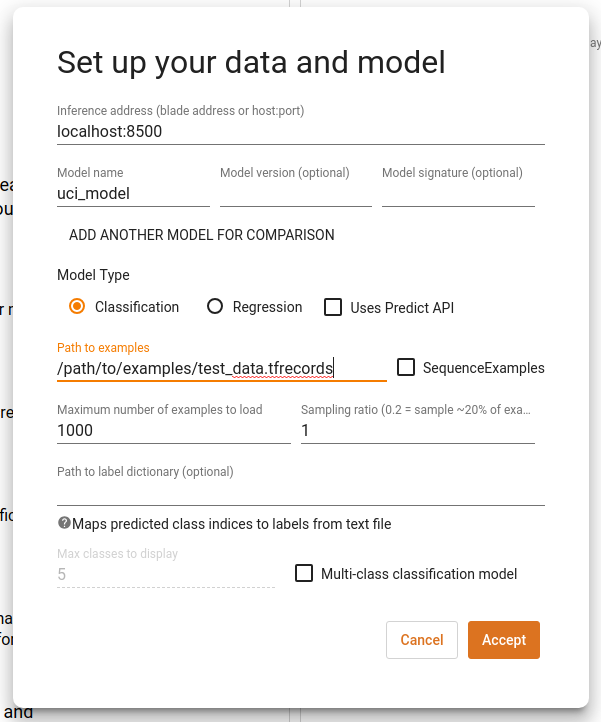 Set up your data and model
Inference address (blade address or host:port)
localhost:8500
Model name
Model version (optional)
Model signature (optional)
uci_model
ADD ANOTHER MODEL FOR COMPARISON
Model Type
Classification
Regression
Uses Predict API
Path to examples
/path/to/examples/test_data.tfrecords
SequenceExamples
Maximum number of examples to load
Sampling ratio (0.2 = sample ~20% of exa...
1000
1
Path to label dictionary (optional)
Maps predicted class indices to labels from text file
Max classes to display
5
Multi-class classification model
Cancel
Accept
and